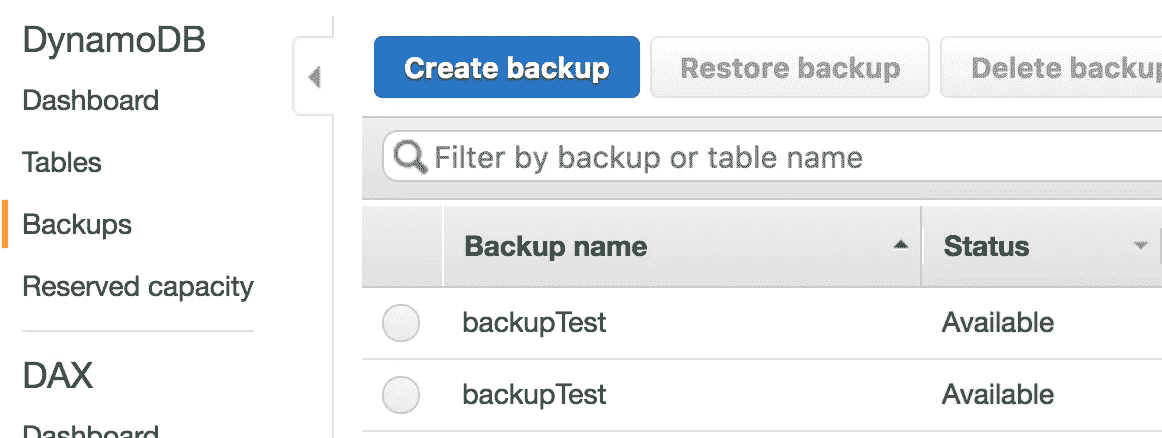 DynamoDB
Dashboard
Tables
Backups
Reserved capacity
DAX
Dashboard
Create backup
Restore backup
Delete backup
Filter by backup or table name
Backup name
Status
backupTest
Available
backupTest
Available